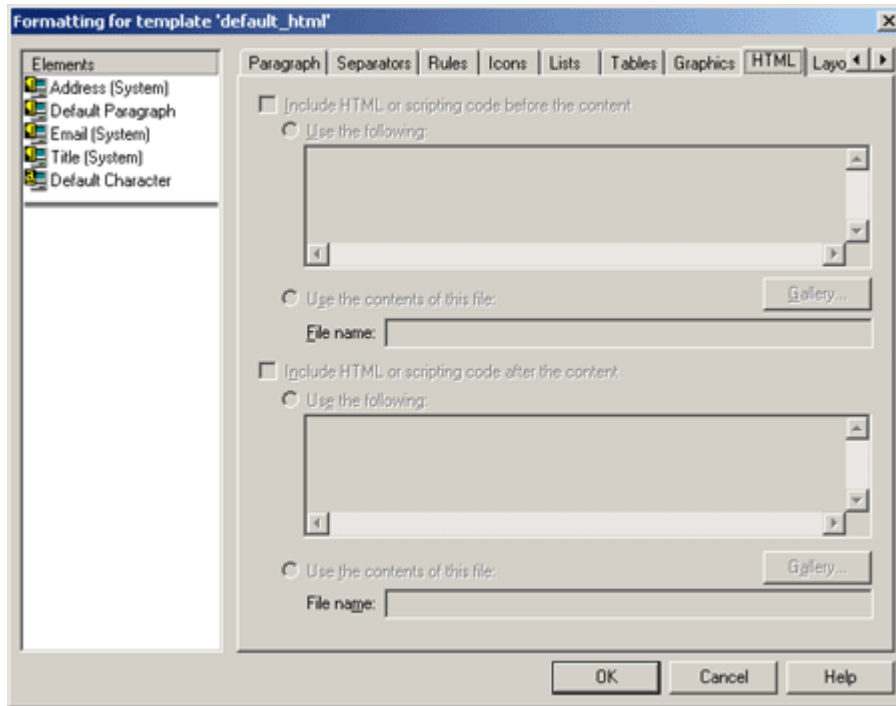 Formatting for template 'default_html'
Elements
Address (System)
Default Paragraph
Email (System)
Title (System)
Default Character
Paragraph Separators Rules Icons Lists Tables Graphics HTML Layo
Include HTML or scripting code before the content
Use the following:
Use the contents of this file:
Gallery...
File name:
Include HTML or scripting code after the content
Use the following:
Use the contents of this file:
Gallery...
File name:
OK Cancel Help